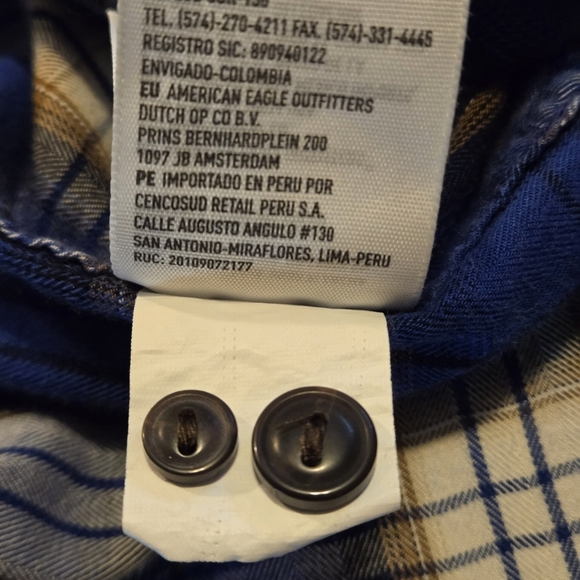 TEL. (574)-270-4211 FAX. (574)-331-4445
REGISTRO SIC: 890940122
ENVIGADO-COLOMBIA
EU AMERICAN EAGLE OUTFITTERS
DUTCH OP CO B.V.
PRINS BERNHARDPLEIN 200
1097 JB AMSTERDAM
PE IMPORTADO EN PERU POR
CENCOSUD RETAIL PERU S.A.
CALLE AUGUSTO ANGULO #130
SAN ANTONIO-MIRAFLORES, LIMA-PERU
RUC: 20109072177